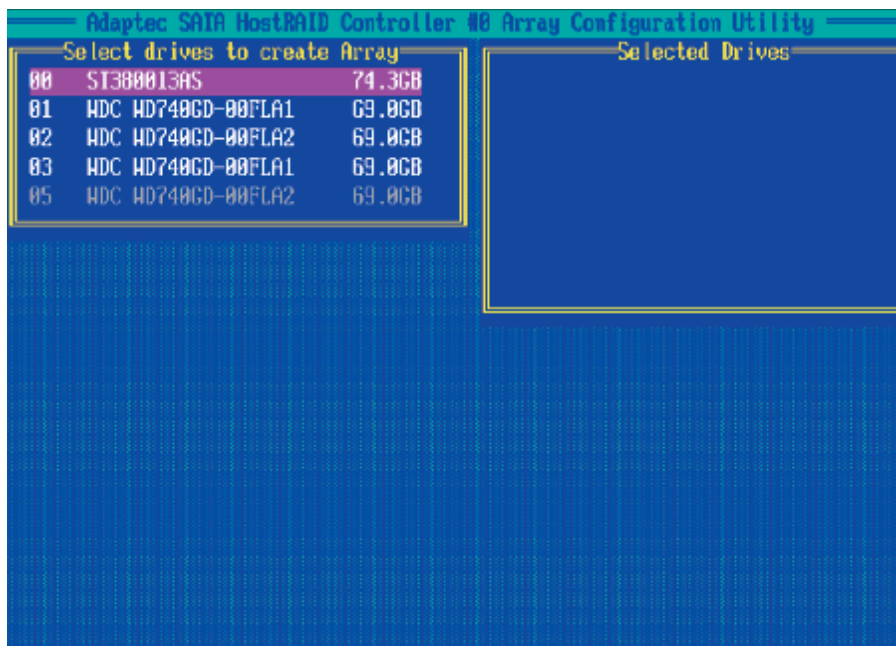 Adaptec SATA HostRAID Controller #0 Array Configuration Utility
Select drives to create Array
00 ST380013AS 74.3GB
01 WDC WD740GD-00FLA1 69.0GB
02 WDC WD740GD-00FLA2 69.0GB
03 WDC WD740GD-00FLA1 69.0GB
05 WDC WD740GD-00FLA2 69.0GB
Selected Drives